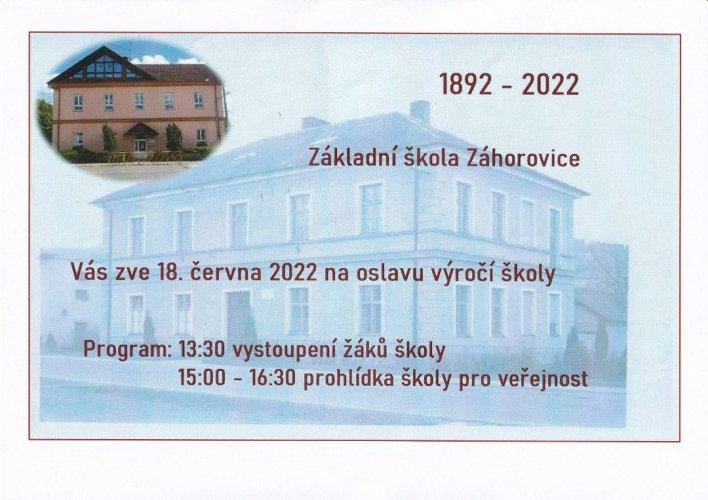 1892 - 2022
Základní škola Záhorovice
Vás zve 18. června 2022 na oslavu výročí školy
Program: 13:30 vystoupení žáků školy
15:00 - 16:30 prohlídka školy pro veřejnost